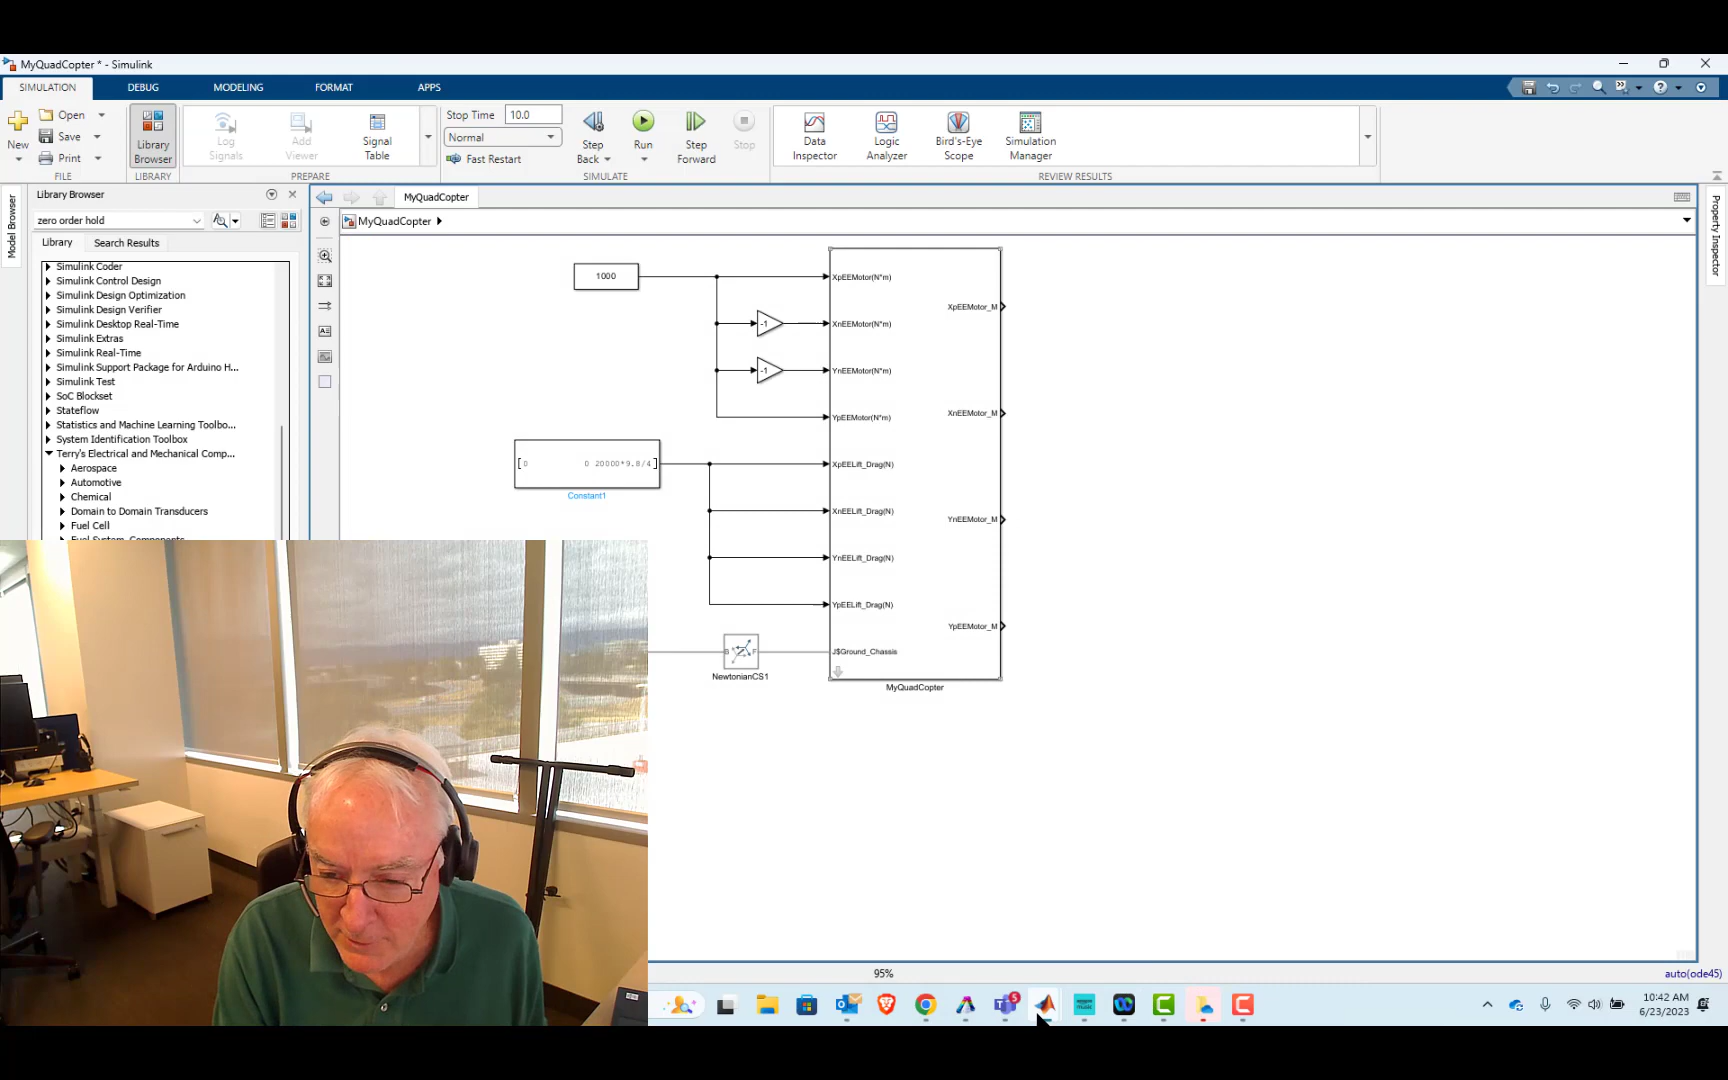 MyQuadCopter * - Simulink
SIMULATION
DEBUG
MODELING
FORMAT
APPS
New
Open
Save
Print
FILE
Library
Browser
LIBRARY
Log
Signals
Add
Viewer
Signal
Table
PREPARE
Stop Time
10.0
Normal
Fast Restart
Step
Back
Run
Step
Forward
Stop
SIMULATE
Data
Inspector
Logic
Analyzer
Bird's-Eye
Scope
Simulation
Manager
REVIEW RESULTS
Model Browser
Library Browser
zero order hold
Library
Search Results
Simulink Coder
Simulink Control Design
Simulink Design Optimization
Simulink Design Verifier
Simulink Desktop Real-Time
Simulink Extras
Simulink Real-Time
Simulink Support Package for Arduino H...
Simulink Test
SoC Blockset
Stateflow
Statistics and Machine Learning Toolbo...
System Identification Toolbox
Terry's Electrical and Mechanical Comp...
Aerospace
Automotive
Chemical
Domain to Domain Transducers
Fuel Cell
Fuel System Components
MyQuadCopter
MyQuadCopter
Property Inspector
1000
-1
-1
[0 0 20000*9.8/4]
Constant1
B F
NewtonianCS1
XpEEMotor(N*m)
XnEEMotor(N*m)
YnEEMotor(N*m)
YpEEMotor(N*m)
XpEELift_Drag(N)
XnEELift_Drag(N)
YnEELift_Drag(N)
YpEELift_Drag(N)
J$Ground_Chassis
XpEEMotor_M
XnEEMotor_M
YnEEMotor_M
YpEEMotor_M
MyQuadCopter
95%
auto(ode45)
5
10:42 AM
6/23/2023